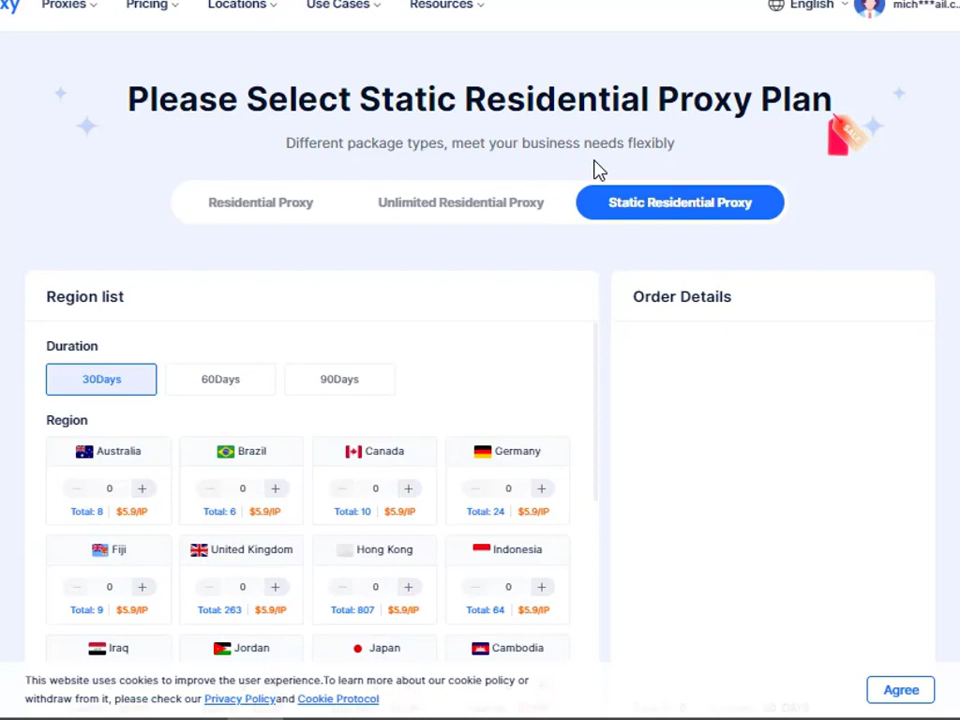 xy Proxies Pricing Locations Use Cases Resources English mich***ail.c...
Please Select Static Residential Proxy Plan
SALE
Different package types, meet your business needs flexibly
Residential Proxy Unlimited Residential Proxy Static Residential Proxy
Region list Order Details
Duration
30Days 60Days 90Days
Region
Australia Brazil Canada Germany
0 0 0 0
Total: 8 $5.9/IP Total: 6 $5.9/IP Total: 10 $5.9/IP Total: 24 $5.9/IP
Fiji United Kingdom Hong Kong Indonesia
0 0 0 0
Total: 9 $5.9/IP Total: 263 $5.9/IP Total: 807 $5.9/IP Total: 64 $5.9/IP
Iraq Jordan Japan Cambodia
This website uses cookies to improve the user experience.To learn more about our cookie policy or
withdraw from it, please check our Privacy Policyand Cookie Protocol
Agree